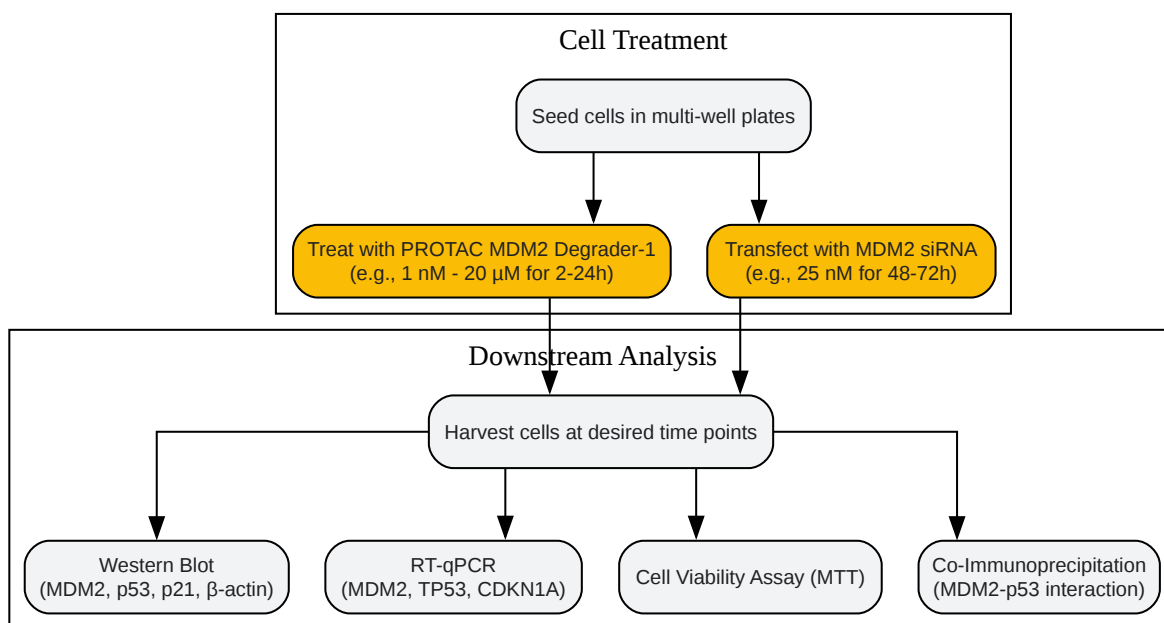 Cell Treatment
Seed cells in multi-well plates
Treat with PROTAC MDM2 Degrader-1
(e.g., 1 nM - 20 µM for 2-24h)
Transfect with MDM2 siRNA
(e.g., 25 nM for 48-72h)
Downstream Analysis
Harvest cells at desired time points
Western Blot
(MDM2, p53, p21, β-actin)
RT-qPCR
(MDM2, TP53, CDKN1A)
Cell Viability Assay (MTT)
Co-Immunoprecipitation
(MDM2-p53 interaction)